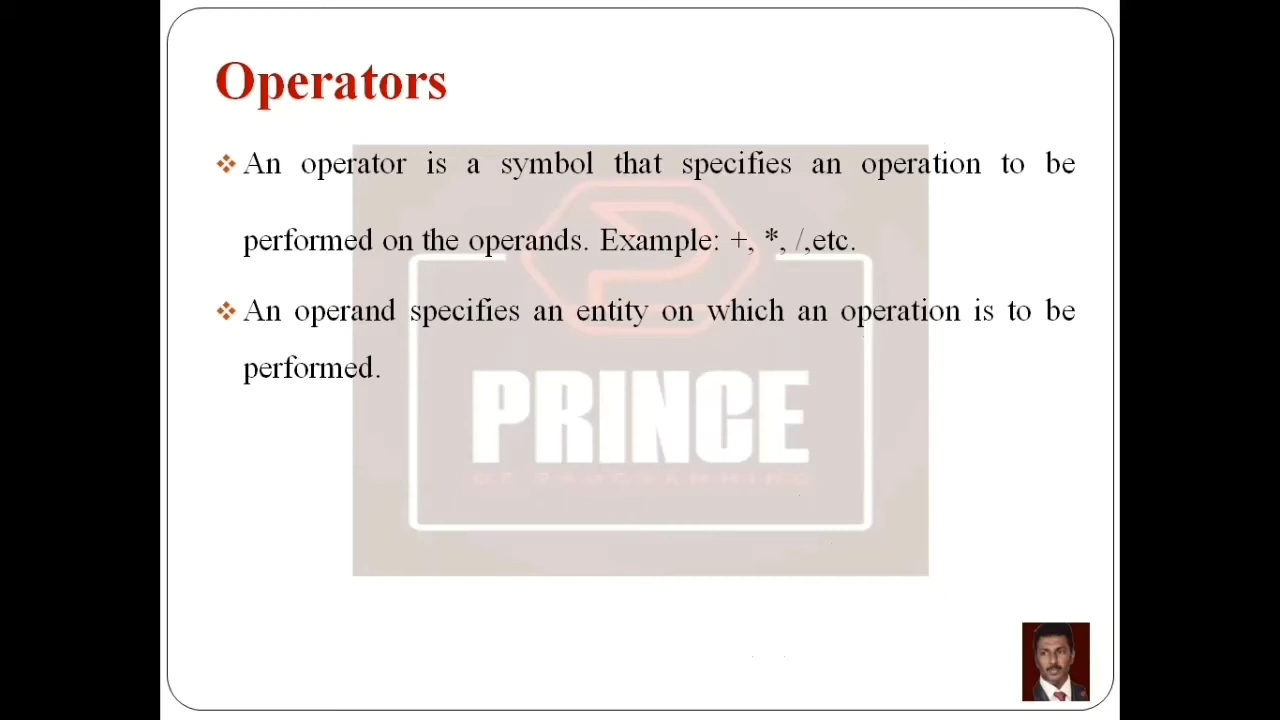 Operators
An operator is a symbol that specifies an operation to be
performed on the operands. Example: +, *, /,etc.
An operand specifies an entity on which an operation is to be
performed.
PRINCE